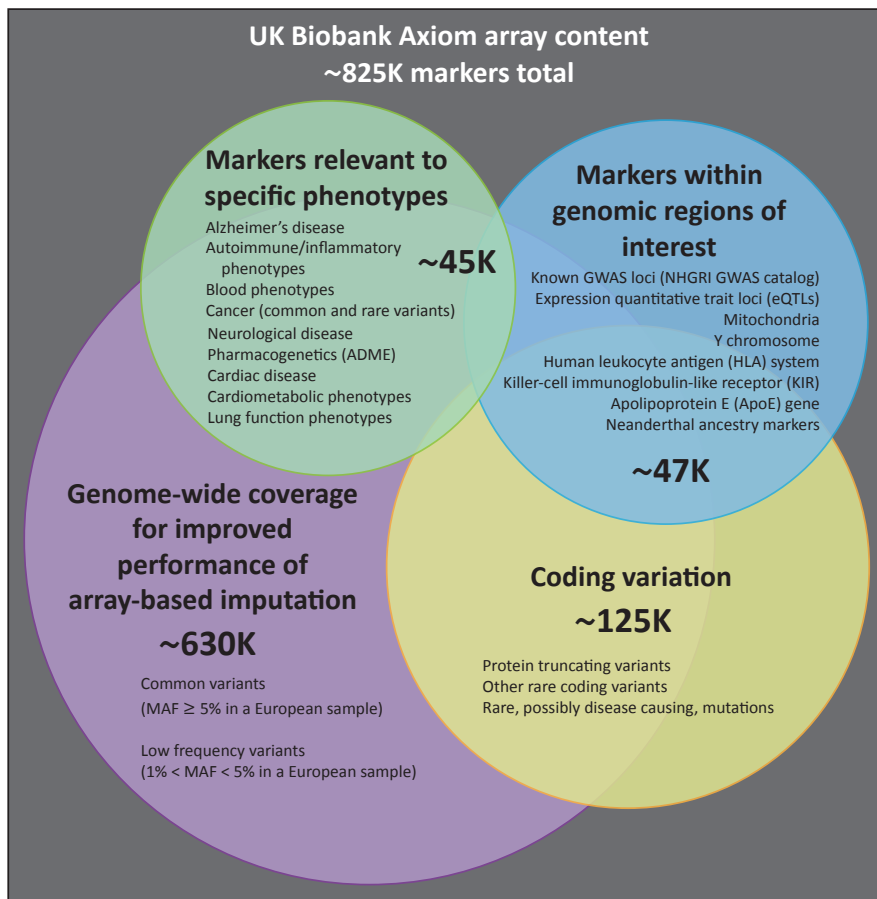 UK Biobank Axiom array content
~825K markers total
Markers relevant to
specific phenotypes
Alzheimer's disease
Autoimmune/inflammatory
phenotypes
Blood phenotypes
Cancer (common and rare variants)
Neurological disease
Pharmacogenetics (ADME)
Cardiac disease
Cardiometabolic phenotypes
Lung function phenotypes
~45K
Markers within
genomic regions of
interest
Known GWAS loci (NHGRI GWAS catalog)
Expression quantitative trait loci (eQTLs)
Mitochondria
Y chromosome
Human leukocyte antigen (HLA) system
Killer-cell immunoglobulin-like receptor (KIR)
Apolipoprotein E (ApoE) gene
Neanderthal ancestry markers
~47K
Genome-wide coverage
for improved
performance of
array-based imputation
~630K
Common variants
(MAF ≥ 5% in a European sample)
Low frequency variants
(1% < MAF < 5% in a European sample)
Coding variation
~125K
Protein truncating variants
Other rare coding variants
Rare, possibly disease causing, mutations